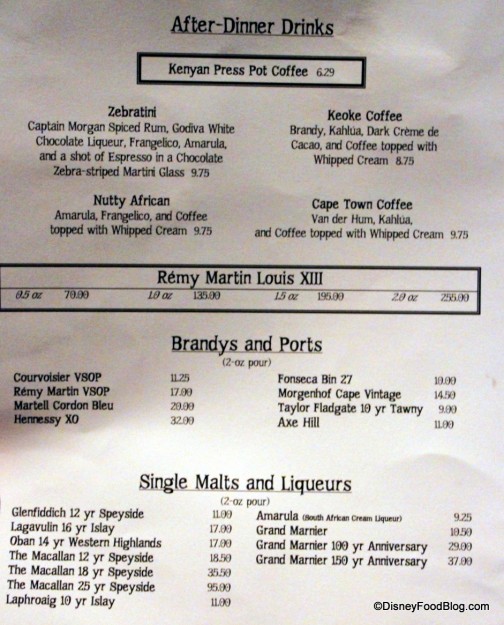 After-Dinner Drinks
Kenyan Press Pot Coffee 6.29
Zebratini
Captain Morgan Spiced Rum, Godiva White
Chocolate Liqueur, Frangelico, Amarula,
and a shot of Espresso in a Chocolate
Zebra-striped Martini Glass 9.75
Keoke Coffee
Brandy, Kahlúa, Dark Crème de
Cacao, and Coffee topped with
Whipped Cream 8.75
Nutty African
Amarula, Frangelico, and Coffee
topped with Whipped Cream 9.75
Cape Town Coffee
Van der Hum, Kahlúa,
and Coffee topped with Whipped Cream 9.75
Rémy Martin Louis XIII
0.5 oz 70.00 1.0 oz 135.00 1.5 oz 195.00 2.0 oz 255.00
Brandys and Ports
(2-oz pour)
Courvoisier VSOP 11.25
Rémy Martin VSOP 17.00
Martell Cordon Bleu 29.00
Hennessy XO 32.00
Fonseca Bin 27 10.00
Morgenhof Cape Vintage 14.50
Taylor Fladgate 10 yr Tawny 9.00
Axe Hill 11.00
Single Malts and Liqueurs
(2-oz pour)
Glenfiddich 12 yr Speyside 11.00
Lagavulin 16 yr Islay 17.00
Oban 14 yr Western Highlands 17.00
The Macallan 12 yr Speyside 18.50
The Macallan 18 yr Speyside 35.50
The Macallan 25 yr Speyside 95.00
Laphroaig 10 yr Islay 11.00
Amarula (South African Cream Liqueur) 9.25
Grand Marnier 10.50
Grand Marnier 100 yr Anniversary 29.00
Grand Marnier 150 yr Anniversary 37.00
©DisneyFoodBlog.com